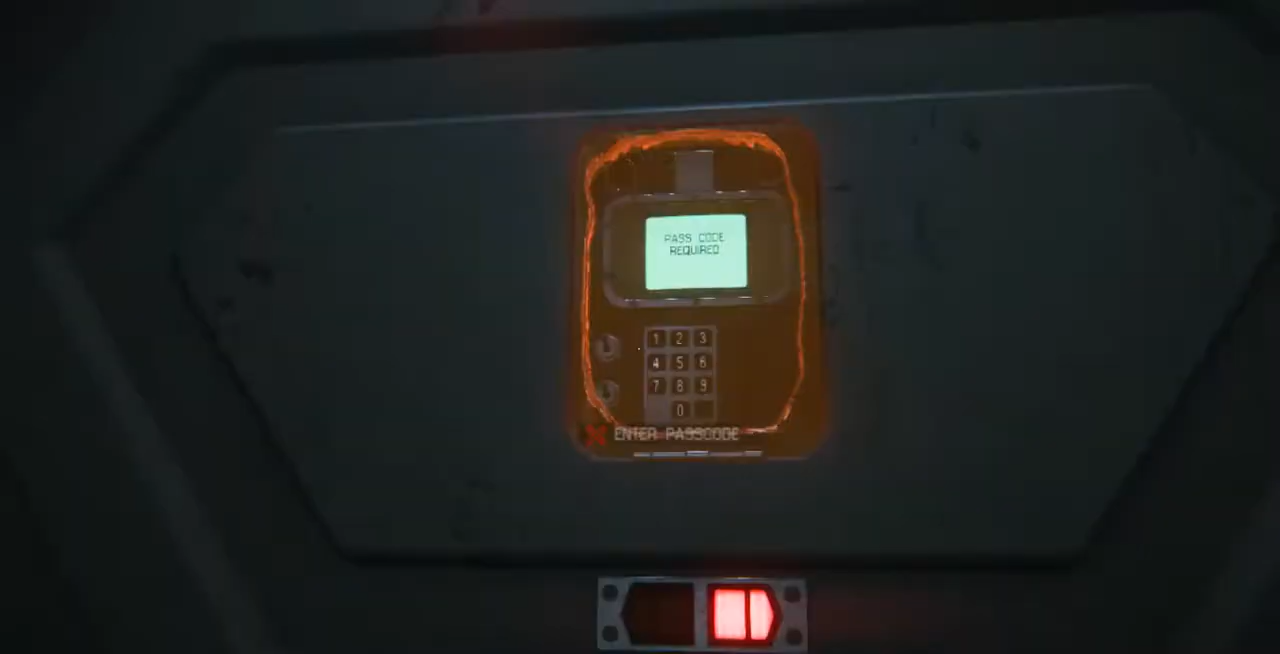 PASS CODE
REQUIRED
1 2 3
4 5 6
7 8 9
0
ENTER PASSCODE